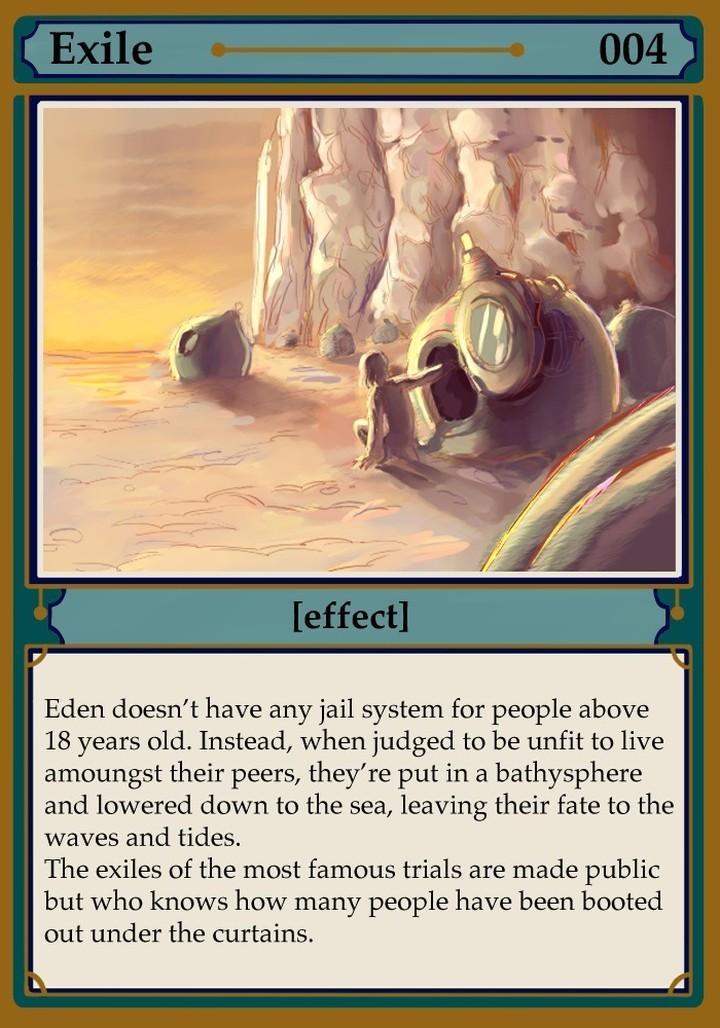 Exile
004
[effect]
Eden doesn't have any jail system for people above
18 years old. Instead, when judged to be unfit to live
amoungst their peers, they're put in a bathysphere
and lowered down to the sea, leaving their fate to the
waves and tides.
The exiles of the most famous trials are made public
but who knows how many people have been booted
out under the curtains.